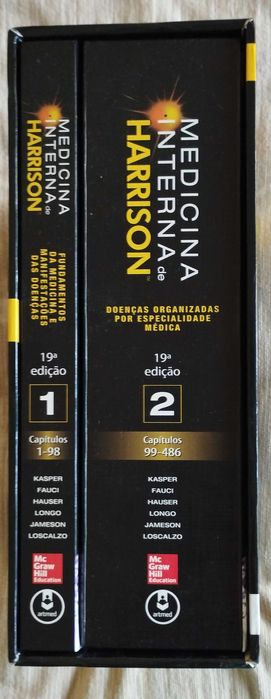 MEDICINA
INTERNA de
HARRISON
FUNDAMENTOS
DA MEDICINA E
MANIFESTAÇÕES
DAS DOENÇAS
19ª
edição
1
Capítulos
1-98
KASPER
FAUCI
HAUSER
LONGO
JAMESON
LOSCALZO
Mc
Graw
Hill
Education
artmed
MEDICINA
INTERNA de
HARRISON™
DOENÇAS ORGANIZADAS
POR ESPECIALIDADE
MÉDICA
19ª
edição
2
Capítulos
99-486
KASPER
FAUCI
HAUSER
LONGO
JAMESON
LOSCALZO
Mc
Graw
Hill
Education
artmed